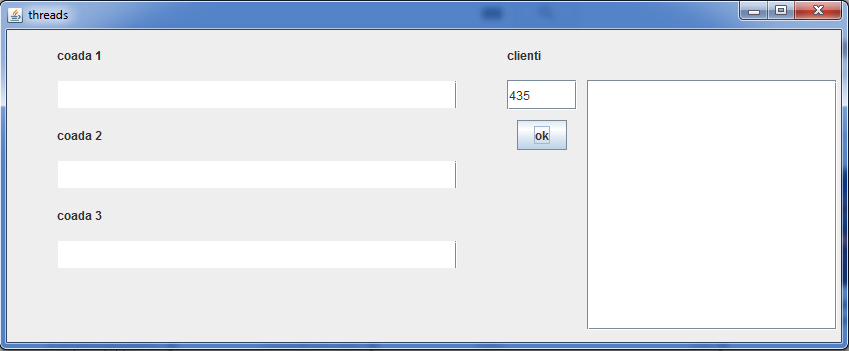 threads
coada 1
clienti
435
ok
coada 2
coada 3